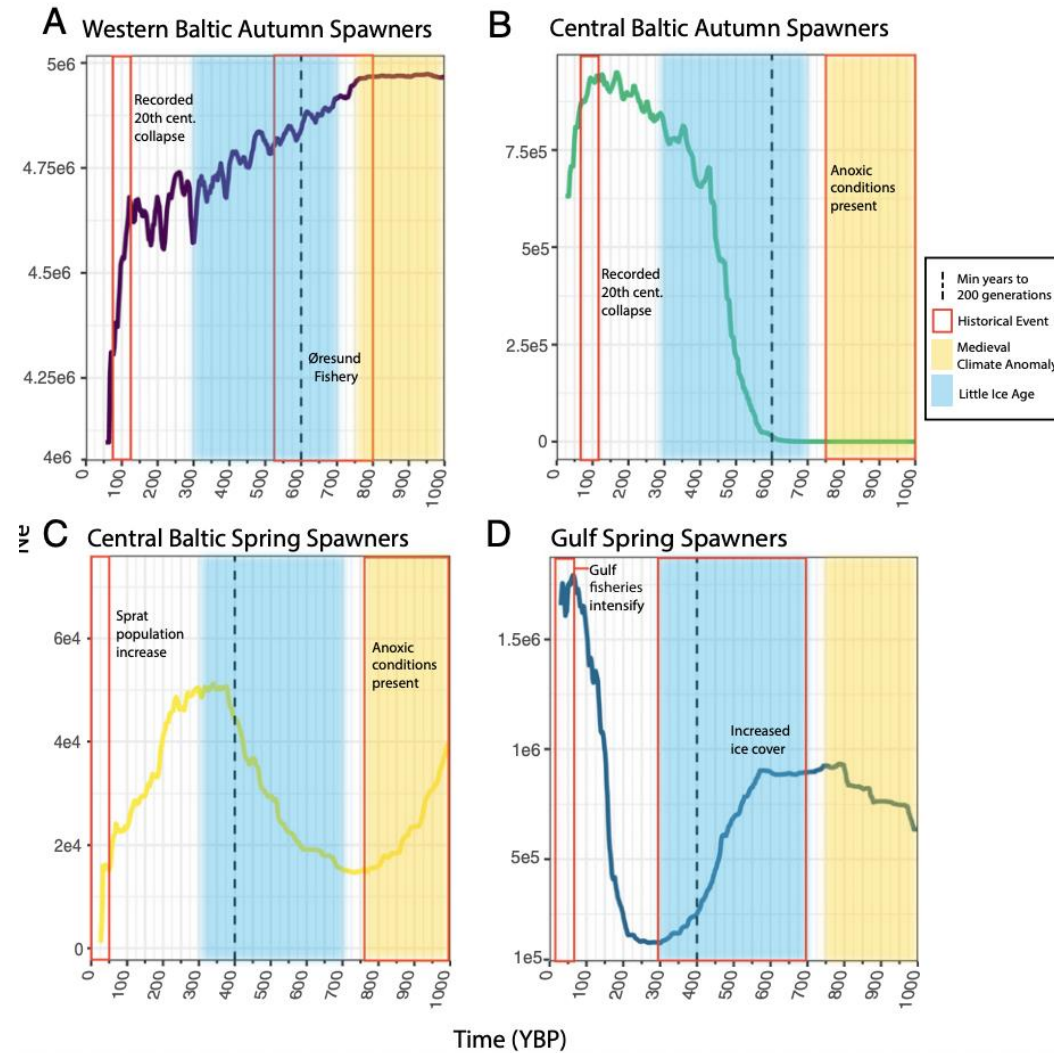 A Western Baltic Autumn Spawners
5e6
4.75e6
4.5e6
4.25e6
4e6
Recorded
20th cent.
collapse
Øresund
Fishery
0 100 200 300 400 500 600 700 800 900 1000
B Central Baltic Autumn Spawners
7.5e5
5e5
2.5e5
0
Recorded
20th cent.
collapse
Anoxic
conditions
present
0 100 200 300 400 500 600 700 800 900 1000
Min years to
200 generations
Historical Event
Medieval
Climate Anomaly
Little Ice Age
Ne
C Central Baltic Spring Spawners
6e4
4e4
2e4
0
Sprat
population
increase
Anoxic
conditions
present
0 100 200 300 400 500 600 700 800 900 1000
D Gulf Spring Spawners
1.5e6
1e6
5e5
1e5
Gulf
fisheries
intensify
Increased
ice cover
0 100 200 300 400 500 600 700 800 900 1000
Time (YBP)